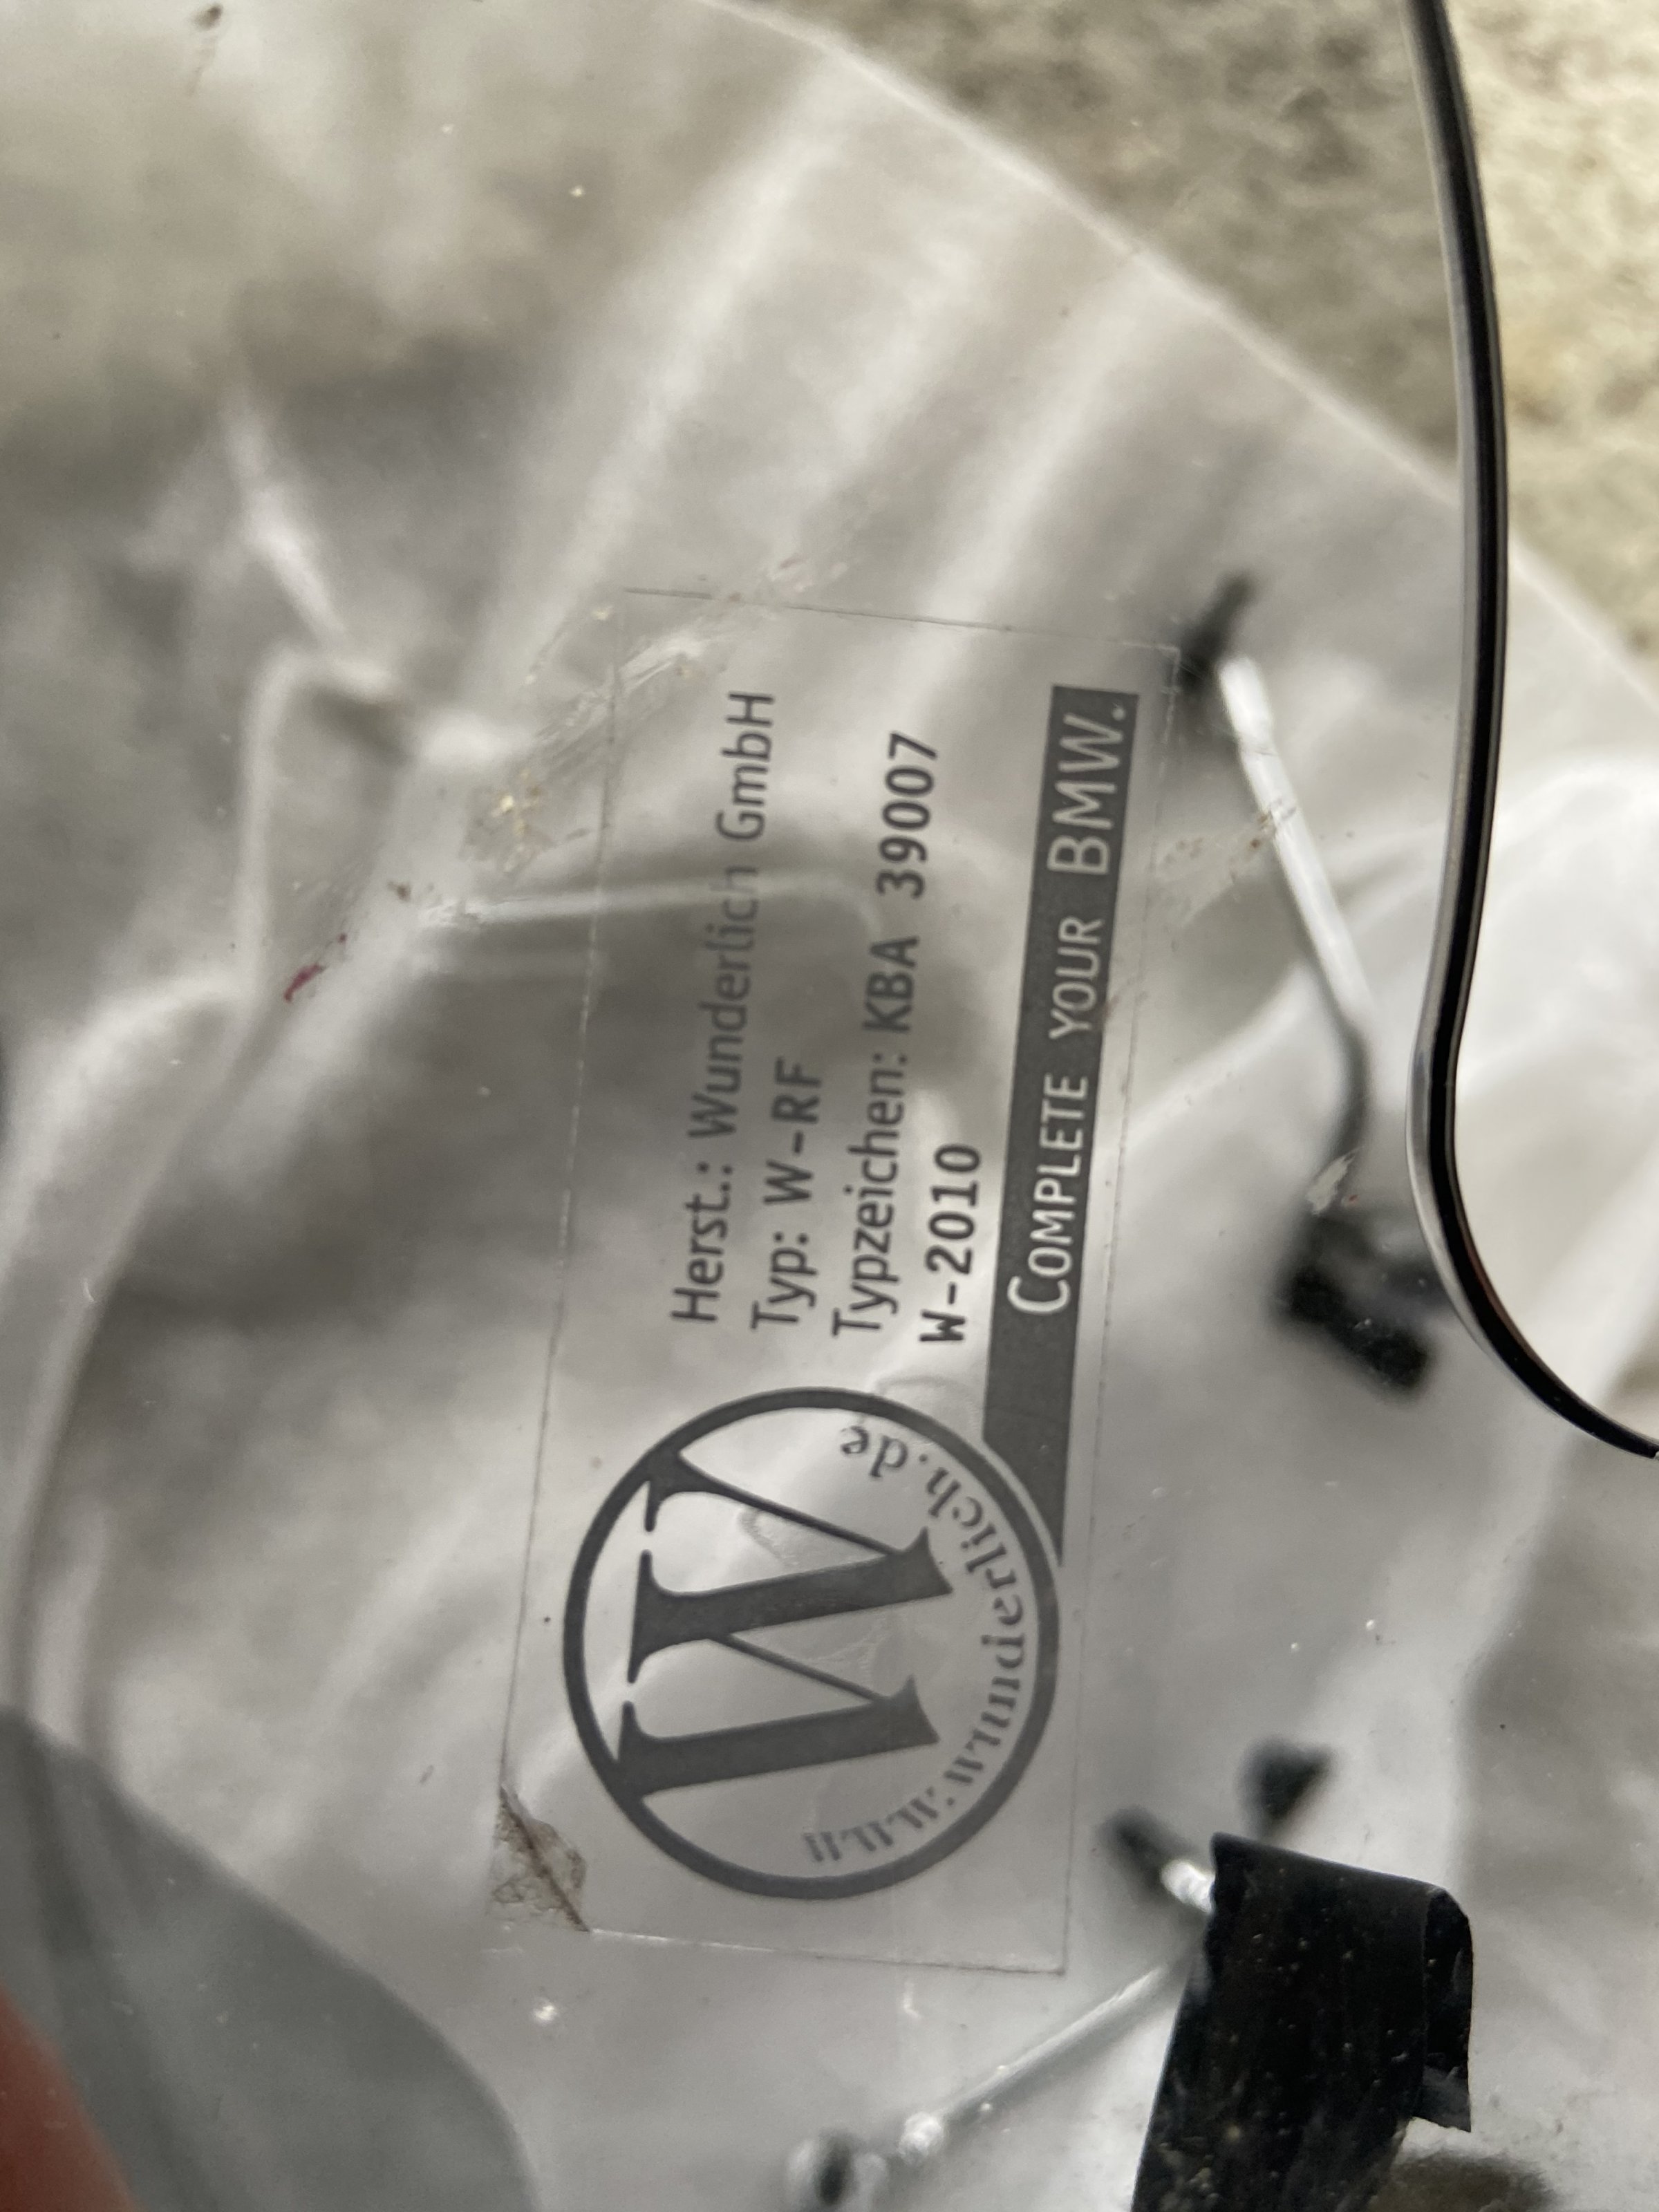 Herst.: Wunderlich GmbH
Typ: W-RF
Typzeichen: KBA 39007
W-2010
COMPLETE YOUR BMW.
W
www.wunderlich.de